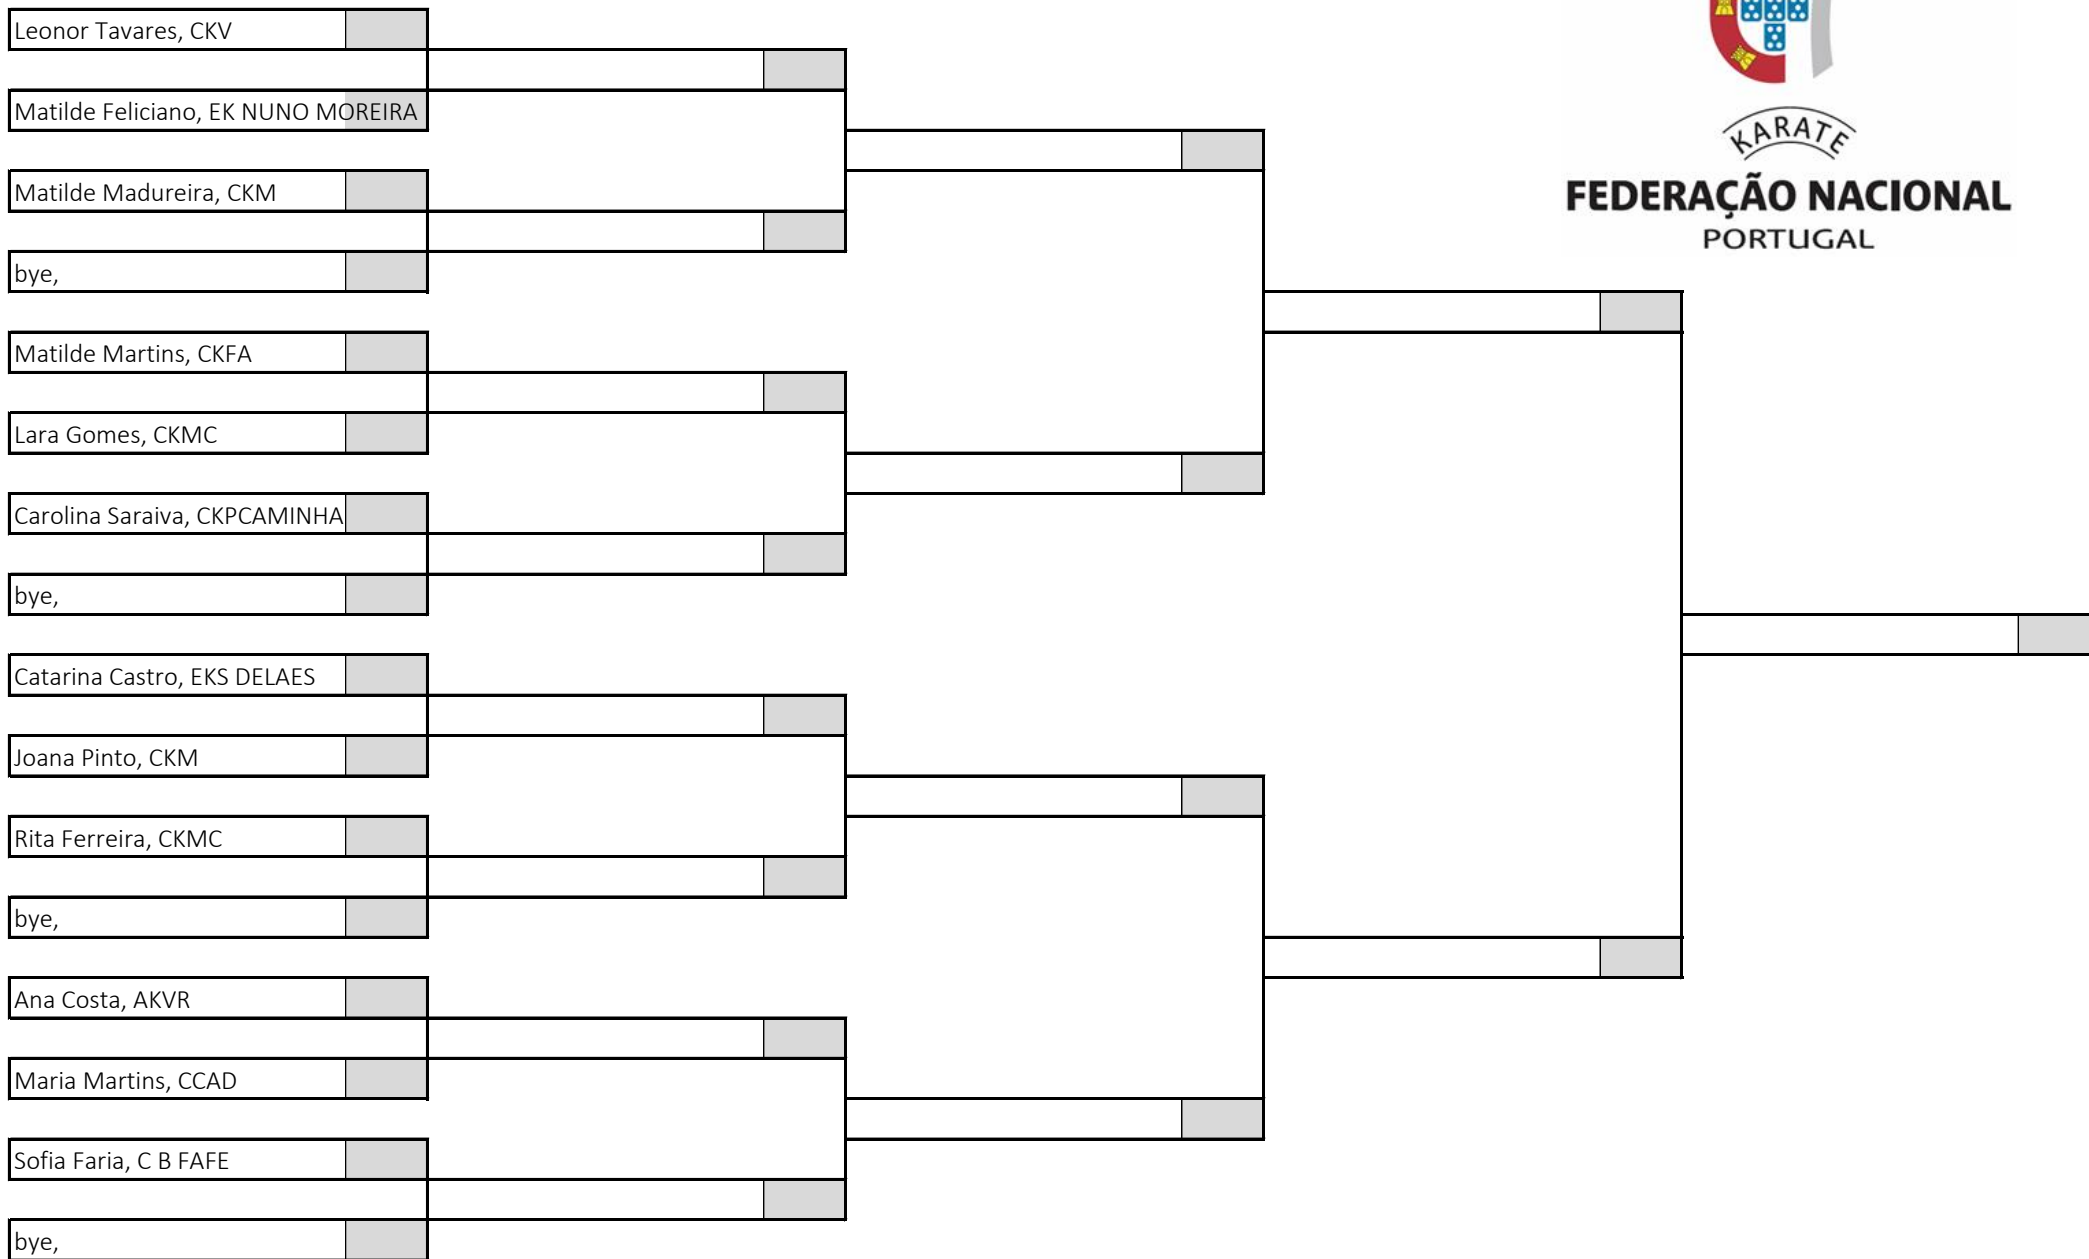 Leonor Tavares, CKV
Matilde Feliciano, EK NUNO MOREIRA
Matilde Madureira, CKM
bye,
Matilde Martins, CKFA
Lara Gomes, CKMC
Carolina Saraiva, CKPCAMINHA
bye,
Catarina Castro, EKS DELAES
Joana Pinto, CKM
Rita Ferreira, CKMC
bye,
Ana Costa, AKVR
Maria Martins, CCAD
Sofia Faria, C B FAFE
bye,
KARATE
FEDERAÇÃO NACIONAL
PORTUGAL